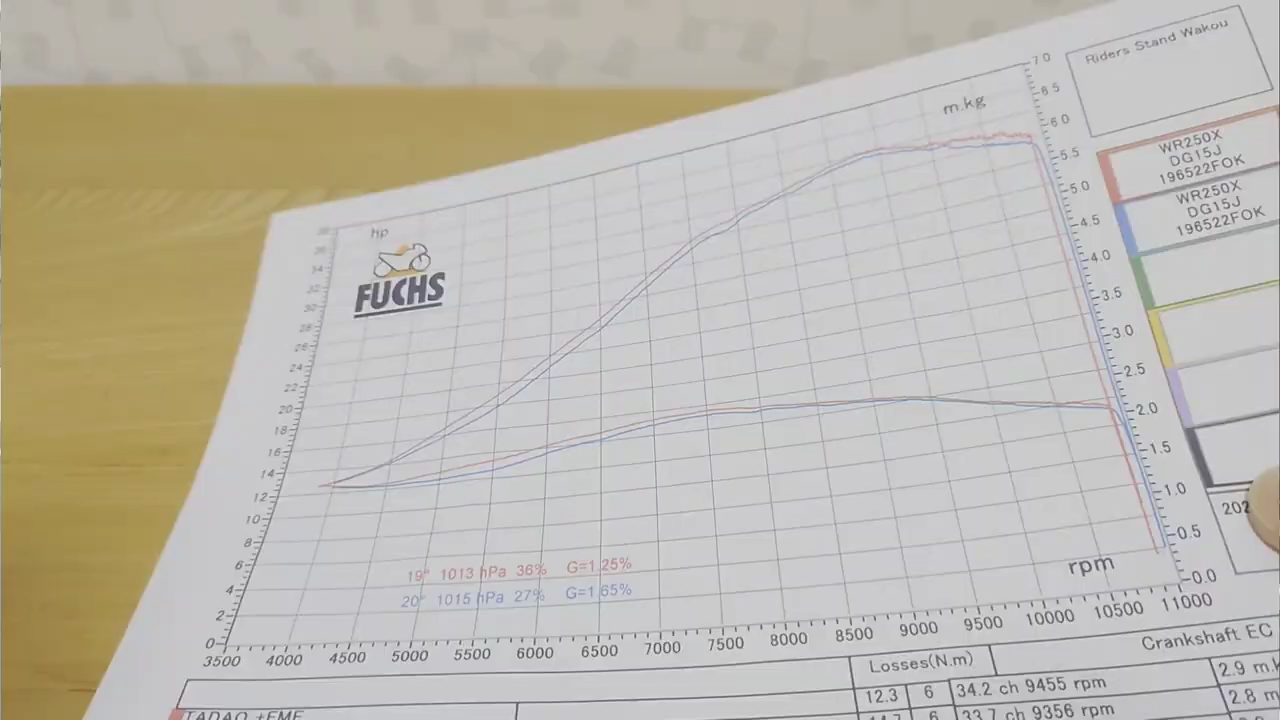 Riders Stand Wakou
m.kg
7.0
6.5
6.0
5.5
5.0
4.5
4.0
3.5
3.0
2.5
2.0
1.5
1.0
0.5
0.0
WR250X
DG15J
196522FOK
WR250X
DG15J
196522FOK
hp
FUCHS
34
30
28
26
24
22
20
18
16
14
12
10
8
6
4
2
0
19° 1013 hPa 36% G=1.25%
20° 1015 hPa 27% G=1.65%
rpm
202
3500 4000 4500 5000 5500 6000 6500 7000 7500 8000 8500 9000 9500 10000 10500 11000
Crankshaft EC
Losses(N.m)
12.3 6 34.2 ch 9455 rpm 2.9
6 33.7 ch 9356 rpm 2.8